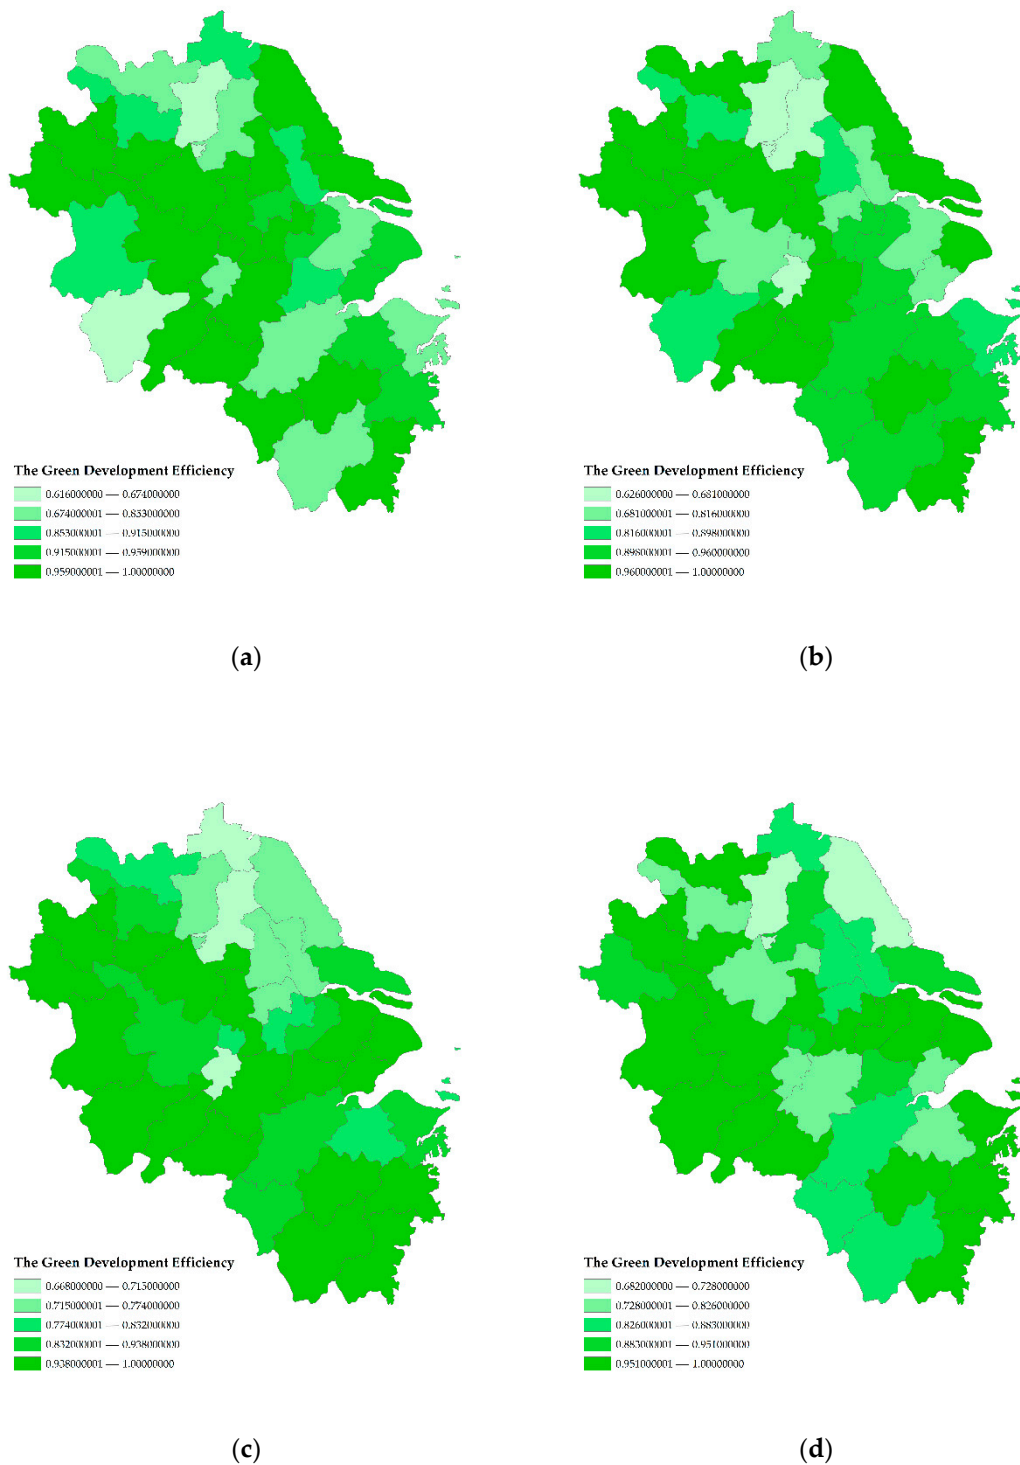 The Green Development Efficiency
0.616000000 — 0.674000000
0.674000001 — 0.833000000
0.853000001 — 0.915000000
0.915000001 — 0.959000000
0.959000001 — 1.00000000
(a)
The Green Development Efficiency
0.626000000 — 0.681000000
0.681000001 — 0.816000000
0.816000001 — 0.898000000
0.898000001 — 0.960000000
0.960000001 — 1.00000000
(b)
The Green Development Efficiency
0.668000000 — 0.715000000
0.715000001 — 0.774000000
0.774000001 — 0.832000000
0.832000001 — 0.938000000
0.938000001 — 1.00000000
(c)
The Green Development Efficiency
0.682000000 — 0.728000000
0.728000001 — 0.826000000
0.826000001 — 0.883000000
0.883000001 — 0.951000000
0.951000001 — 1.00000000
(d)